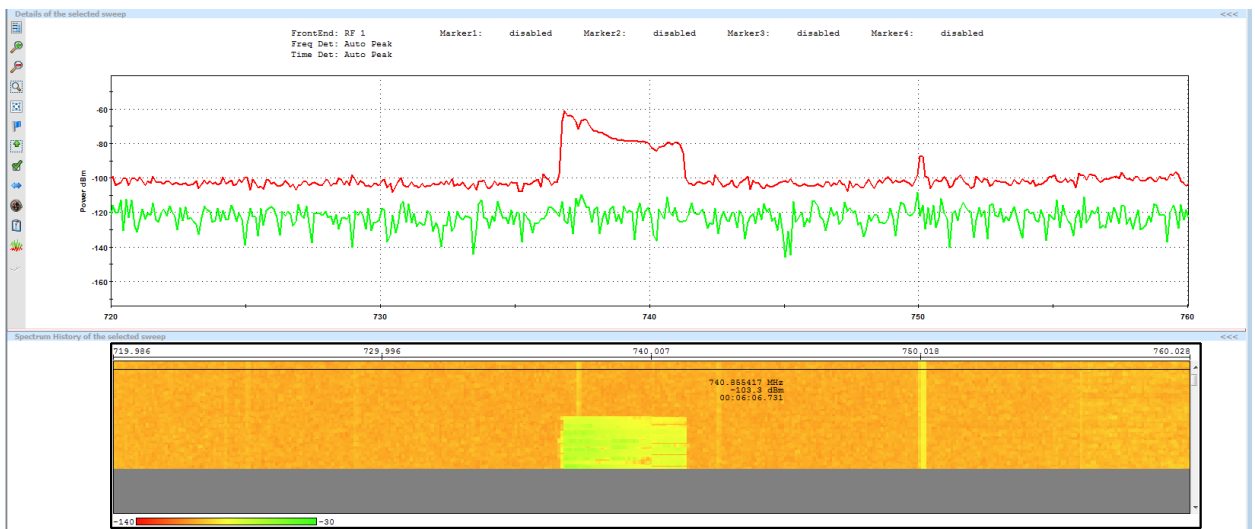 Details of the selected sweep <<<
FrontEnd: RF 1 Marker1: disabled Marker2: disabled Marker3: disabled Marker4: disabled
Freq Det: Auto Peak
Time Det: Auto Peak
Power dBm
-60
-80
-100
-120
-140
-160
720 730 740 750 760
Spectrum History of the selected sweep <<<
719.986 729.996 740.007 750.018 760.028
740.855417 MHz
-103.3 dBm
00:06:06.731
-140 -30